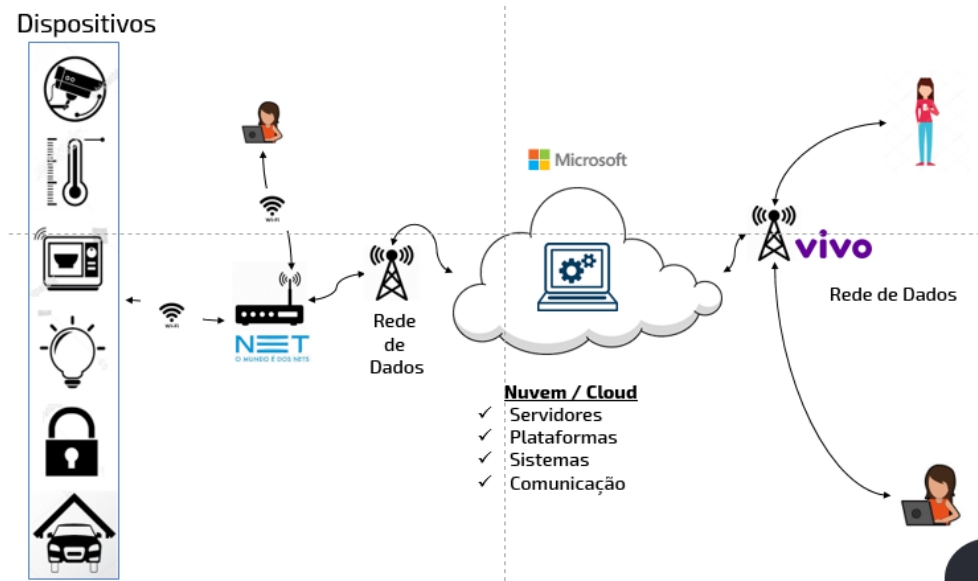 Dispositivos
Microsoft
Wi-Fi
vivo
Wi-Fi
Rede de Dados
NET
O MUNDO É DOS NETS
Rede
de
Dados
Nuvem / Cloud
✓ Servidores
✓ Plataformas
✓ Sistemas
✓ Comunicação